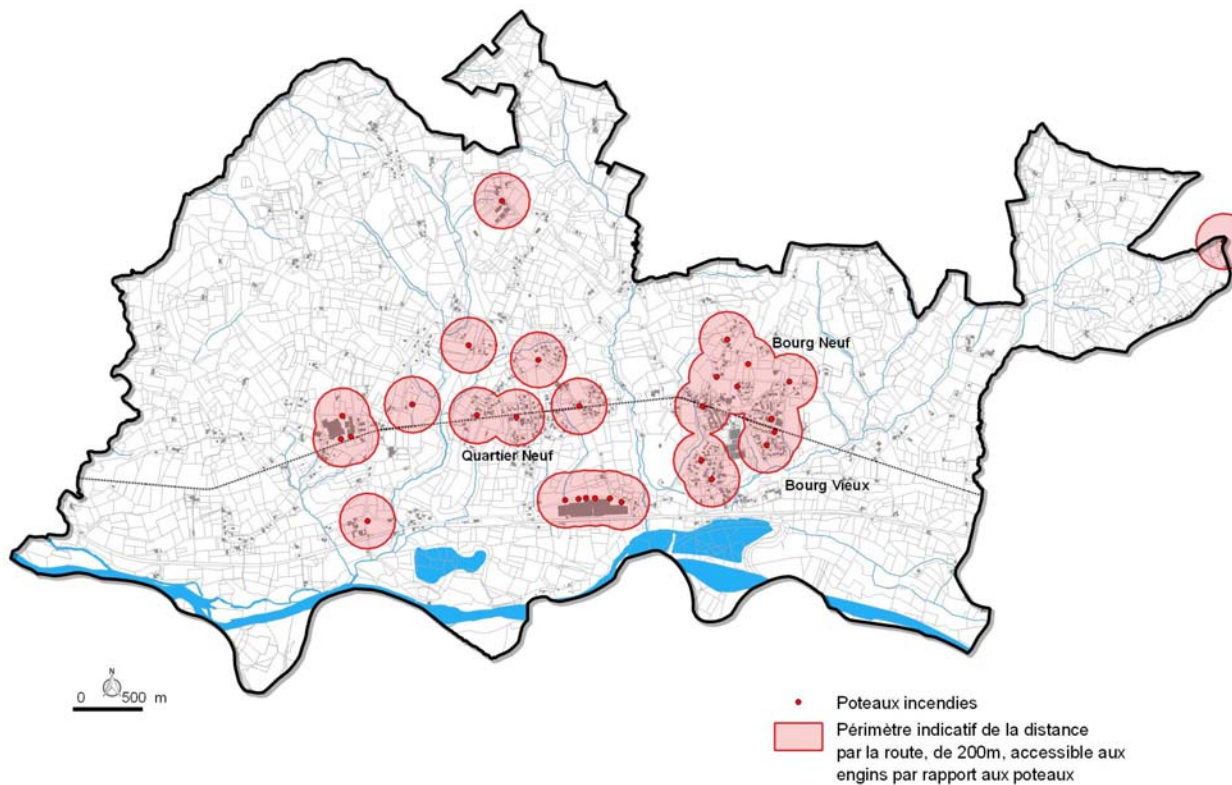 Bourg Neuf
Quartier Neuf
Bourg Vieux
N
0 500 m
Poteaux incendies
Périmètre indicatif de la distance
par la route, de 200m, accessible aux
engins par rapport aux poteaux